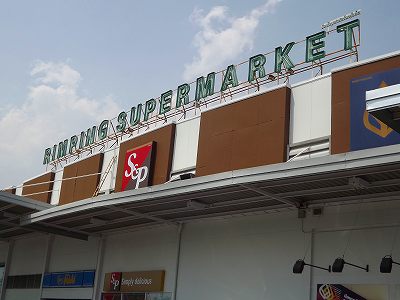 RIMPING SUPERMARKET
S&P
S&P Simply delicious